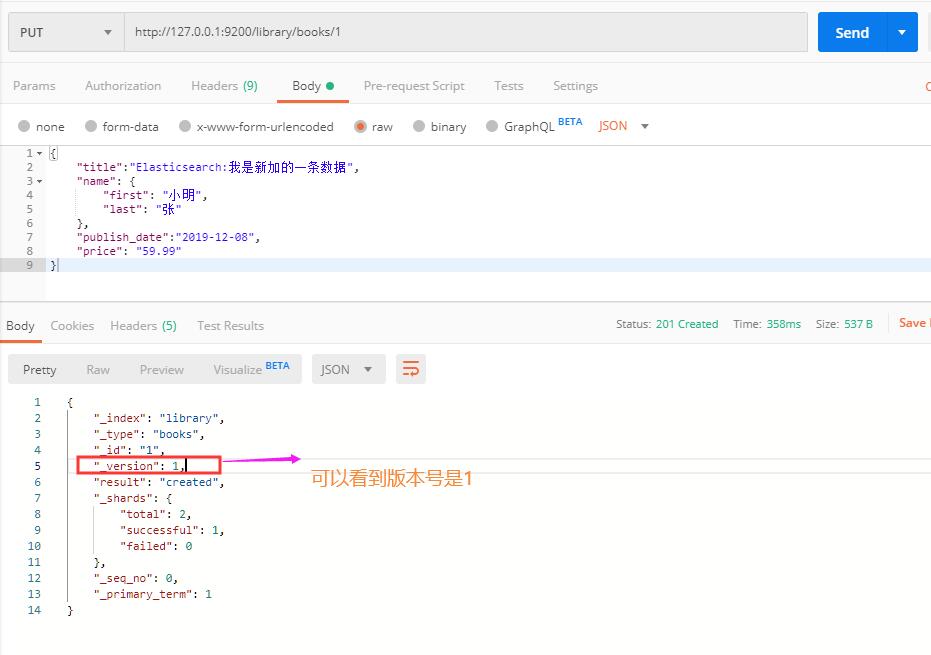 PUT http://127.0.0.1:9200/library/books/1 Send
Params Authorization Headers (9) Body Pre-request Script Tests Settings
none form-data x-www-form-urlencoded raw binary GraphQL BETA JSON
1 {
2 "title":"Elasticsearch:我是新加的一条数据",
3 "name": {
4 "first": "小明",
5 "last": "张"
6 },
7 "publish_date":"2019-12-08",
8 "price": "59.99"
9 }
Body Cookies Headers (5) Test Results Status: 201 Created Time: 358ms Size: 537 B Save
Pretty Raw Preview Visualize BETA JSON
1 {
2 "_index": "library",
3 "_type": "books",
4 "_id": "1",
5 "_version": 1,
可以看到版本号是1
6 "result": "created",
7 "_shards": {
8 "total": 2,
9 "successful": 1,
10 "failed": 0
11 },
12 "_seq_no": 0,
13 "_primary_term": 1
14 }